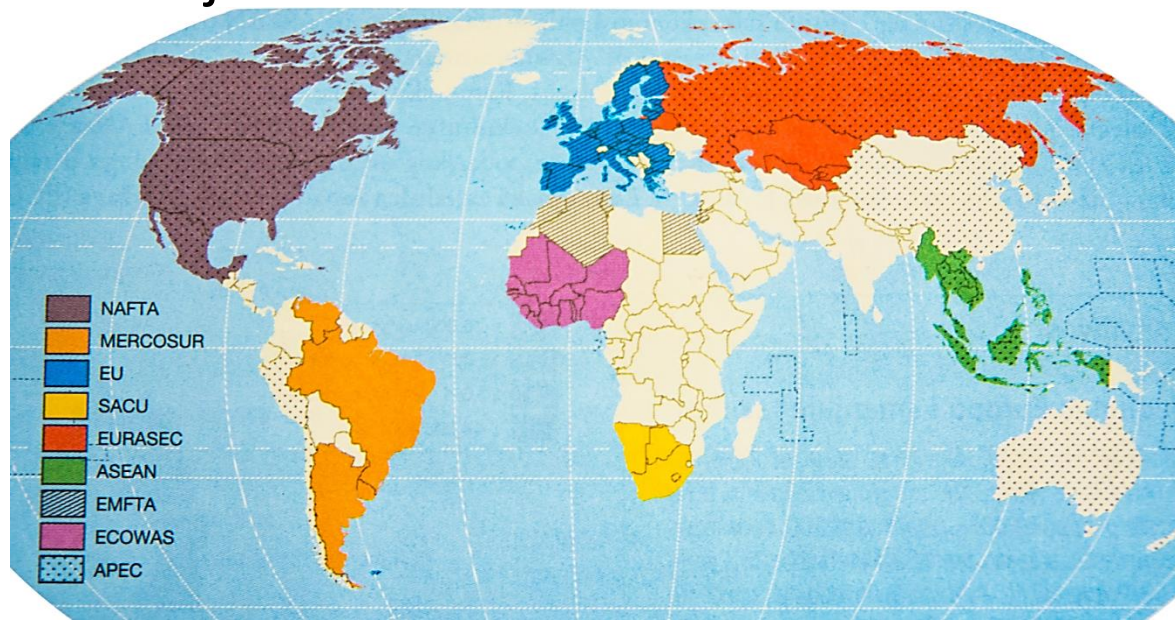 NAFTA
MERCOSUR
EU
SACU
EURASEC
ASEAN
EMFTA
ECOWAS
APEC